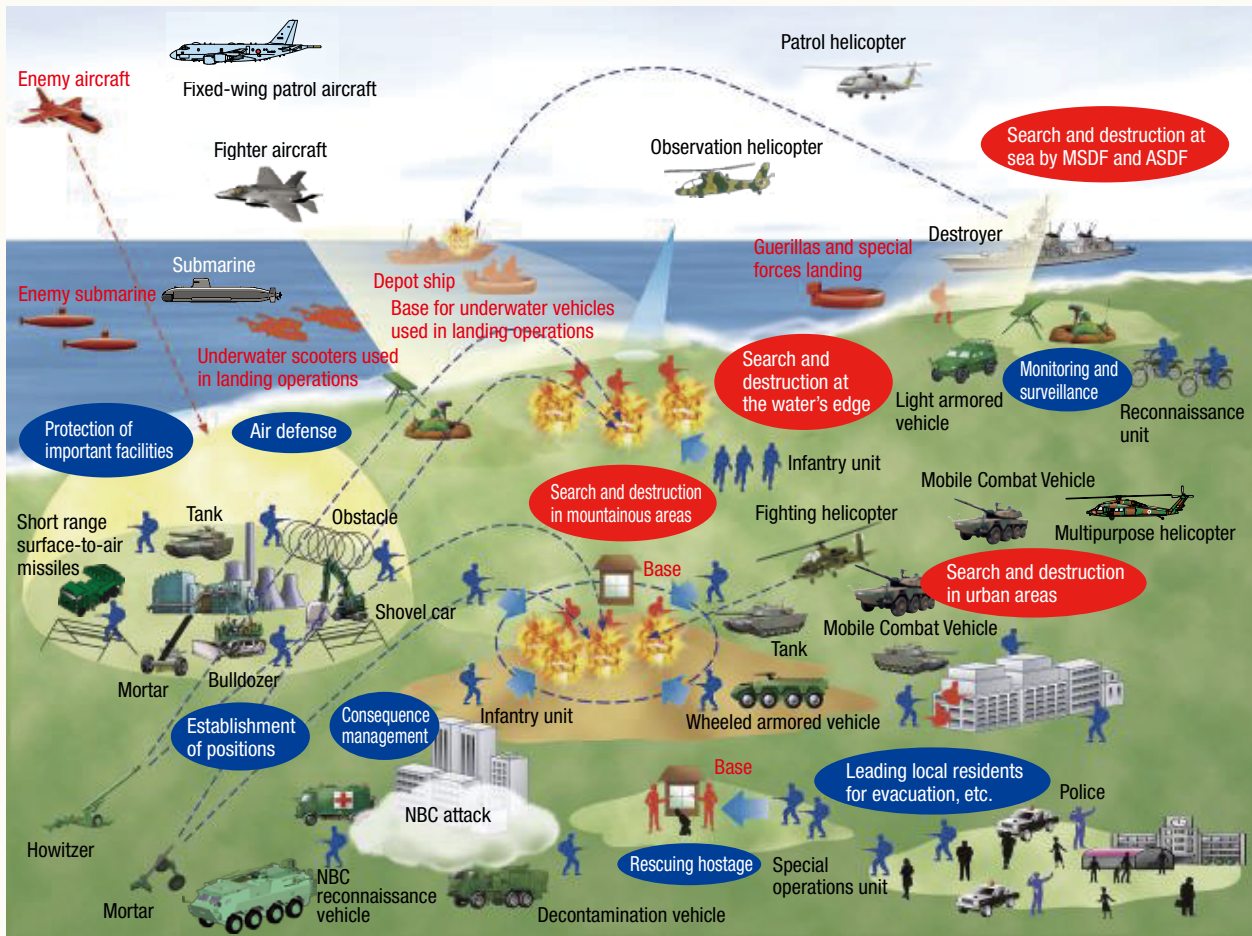 Patrol helicopter
Enemy aircraft
Fixed-wing patrol aircraft
Fighter aircraft
Observation helicopter
Search and destruction at
sea by MSDF and ASDF
Destroyer
Guerillas and special
forces landing
Submarine
Enemy submarine
Depot ship
Base for underwater vehicles
used in landing operations
Underwater scooters used
in landing operations
Search and
destruction at
the water's edge
Light armored
vehicle
Monitoring and
surveillance
Reconnaissance
unit
Protection of
important facilities
Air defense
Infantry unit
Search and destruction
in mountainous areas
Mobile Combat Vehicle
Multipurpose helicopter
Fighting helicopter
Short range
surface-to-air
missiles
Tank
Obstacle
Shovel car
Base
Search and destruction
in urban areas
Mobile Combat Vehicle
Tank
Mortar
Bulldozer
Infantry unit
Wheeled armored vehicle
Establishment
of positions
Consequence
management
NBC attack
Base
Leading local residents
for evacuation, etc.
Police
Howitzer
Mortar
NBC
reconnaissance
vehicle
Decontamination vehicle
Rescuing hostage
Special
operations unit